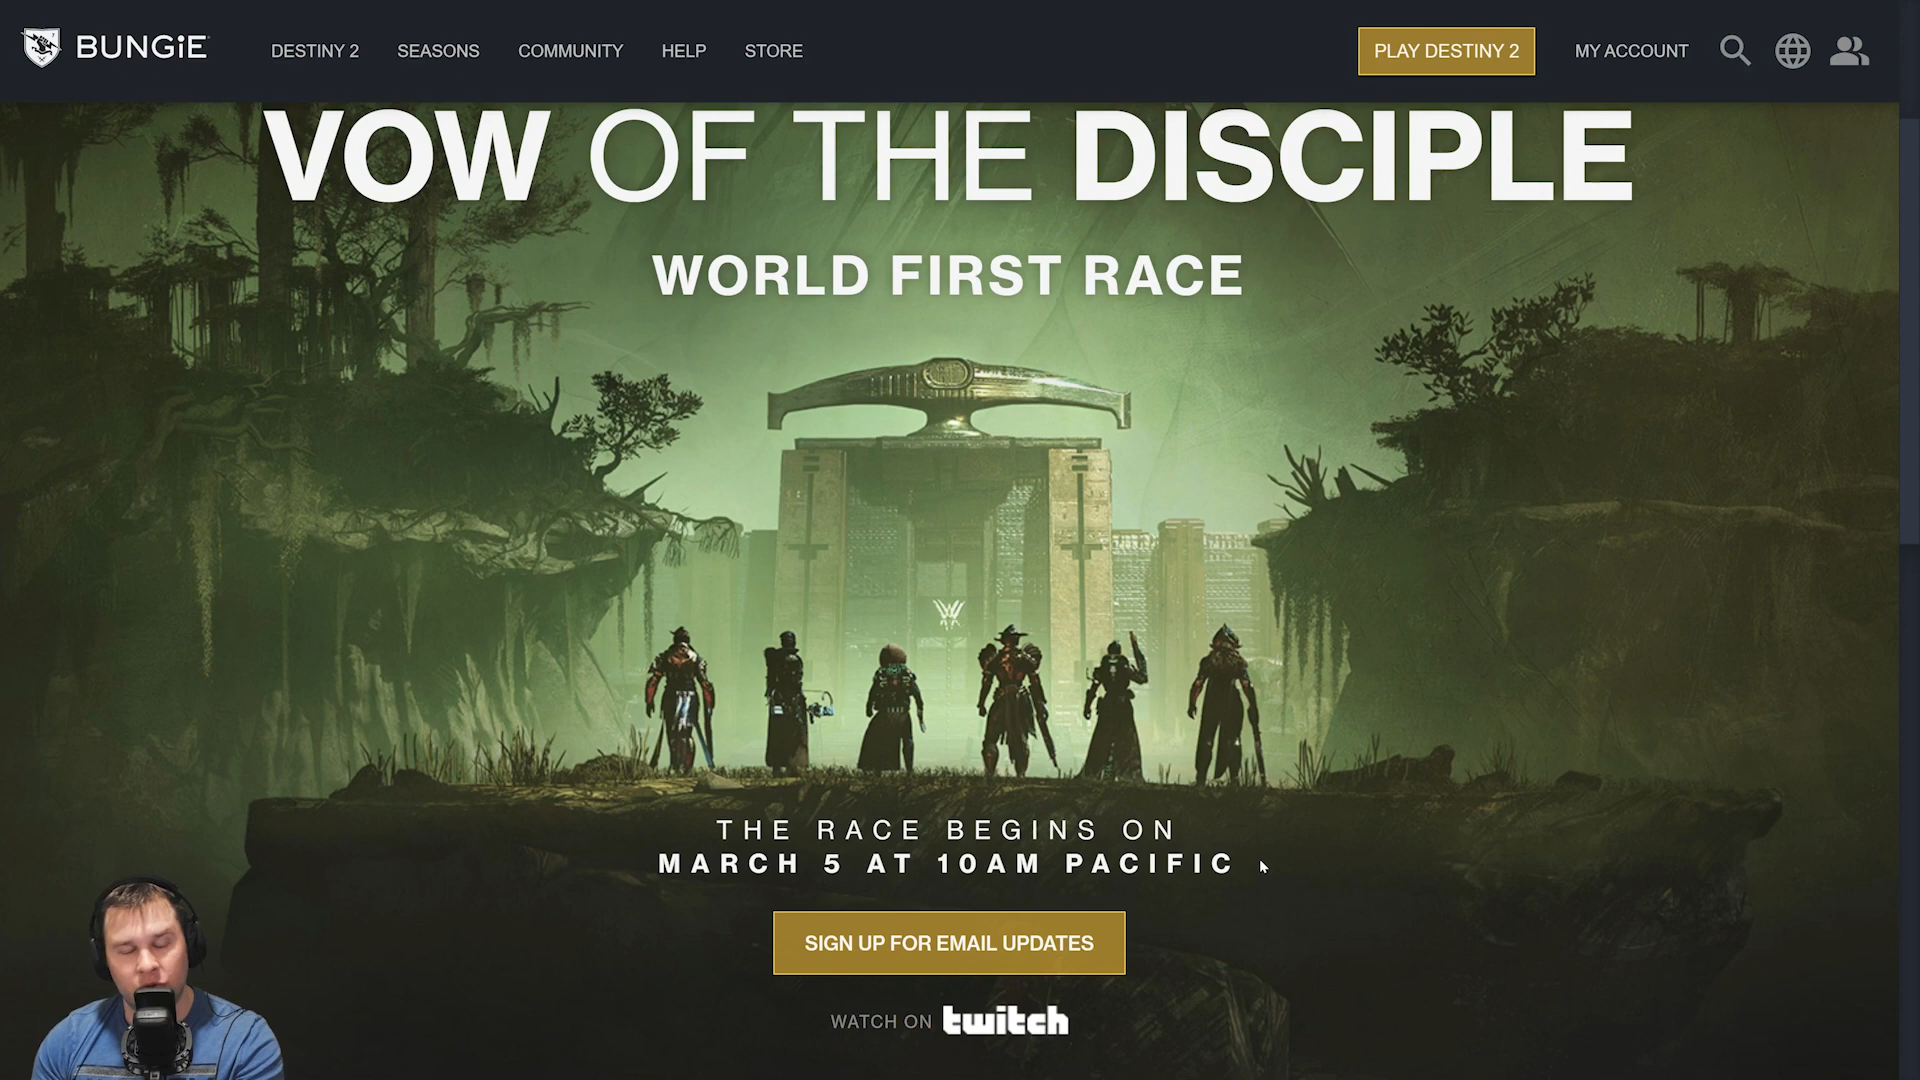 BUNGiE
DESTINY 2
SEASONS
COMMUNITY
HELP
STORE
PLAY DESTINY 2
MY ACCOUNT
VOW OF THE DISCIPLE
WORLD FIRST RACE
THE RACE BEGINS ON
MARCH 5 AT 10AM PACIFIC
SIGN UP FOR EMAIL UPDATES
WATCH ON twitch